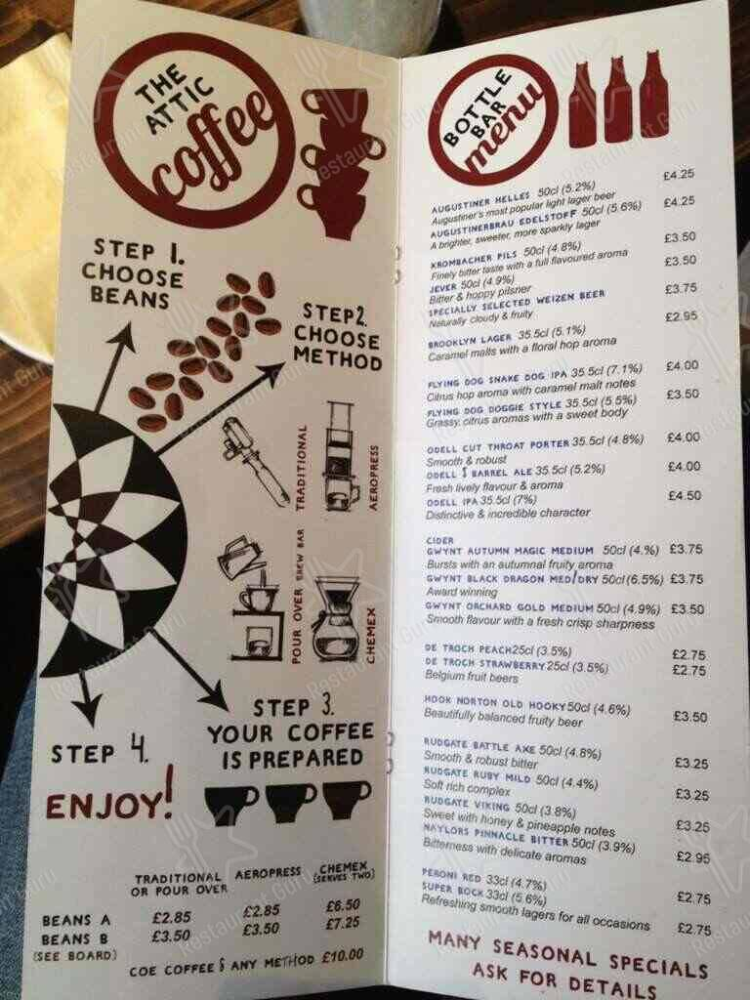 THE
ATTIC
coffee
STEP 1.
CHOOSE
BEANS
STEP2.
CHOOSE
METHOD
TRADITIONAL
AEROPRESS
POUR OVER BREW BAR
CHEMEX
STEP 3.
YOUR COFFEE
IS PREPARED
STEP 4.
ENJOY!
TRADITIONAL OR POUR OVER AEROPRESS CHEMEX (SERVES TWO)
BEANS A £2.85 £2.85 £6.50
BEANS B £3.50 £3.50 £7.25
(SEE BOARD)
COE COFFEE'S ANY METHOD £10.00
BOTTLE
BAR
menu
AUGUSTINER HELLES 50cl (5.2%) £4.25
Augustiner's most popular light lager beer
AUGUSTINERBRAU EDELSTOFF 50cl (5.6%) £4.25
A brighter, sweeter, more sparkly lager
KROMBACHER PILS 50cl (4.8%) £3.50
Finely bitter taste with a full flavoured aroma
JEVER 50cl (4.9%) £3.50
Bitter & hoppy pilsner
SPECIALLY SELECTED WEIZEN BEER £3.75
Naturally cloudy & fruity
BROOKLYN LAGER 35.5cl (5.1%) £2.95
Caramel malts with a floral hop aroma
FLYING DOG SNAKE DOG IPA 35.5cl (7.1%) £4.00
Citrus hop aroma with caramel malt notes
FLYING DOG DOGGIE STYLE 35.5cl (5.5%) £3.50
Grassy, citrus aromas with a sweet body
ODELL CUT THROAT PORTER 35.5cl (4.8%) £4.00
Smooth & robust
ODELL 5 BARREL ALE 35.5cl (5.2%) £4.00
Fresh lively flavour & aroma
ODELL IPA 35.5cl (7%) £4.50
Distinctive & incredible character
CIDER
GWYNT AUTUMN MAGIC MEDIUM 50cl (4.%) £3.75
Bursts with an autumnal fruity aroma
GWYNT BLACK DRAGON MED/DRY 50cl (6.5%) £3.75
Award winning
GWYNT ORCHARD GOLD MEDIUM 50cl (4.9%) £3.50
Smooth flavour with a fresh crisp sharpness
DE TROCH PEACH 25cl (3.5%) £2.75
DE TROCH STRAWBERRY 25cl (3.5%) £2.75
Belgium fruit beers
HOOK NORTON OLD HOOKY 50cl (4.6%) £3.50
Beautifully balanced fruity beer
RUDGATE BATTLE AXE 50cl (4.8%) £3.25
Smooth & robust bitter
RUDGATE RUBY MILD 50cl (4.4%) £3.25
Soft rich complex
RUDGATE VIKING 50cl (3.8%) £3.25
Sweet with honey & pineapple notes
NAYLORS PINNACLE BITTER 50cl (3.9%) £2.95
Bitterness with delicate aromas
PERONI RED 33cl (4.7%) £2.75
SUPER BOCK 33cl (5.6%)
Refreshing smooth lagers for all occasions £2.75
MANY SEASONAL SPECIALS
ASK FOR DETAILS
Restaurant Guru